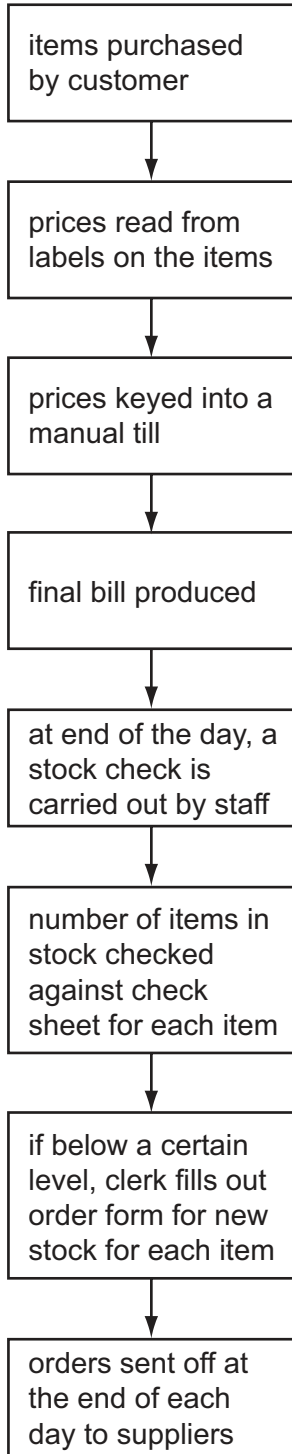 items purchased
by customer
prices read from
labels on the items
prices keyed into a
manual till
final bill produced
at end of the day, a
stock check is
carried out by staff
number of items in
stock checked
against check
sheet for each item
if below a certain
level, clerk fills out
order form for new
stock for each item
orders sent off at
the end of each
day to suppliers